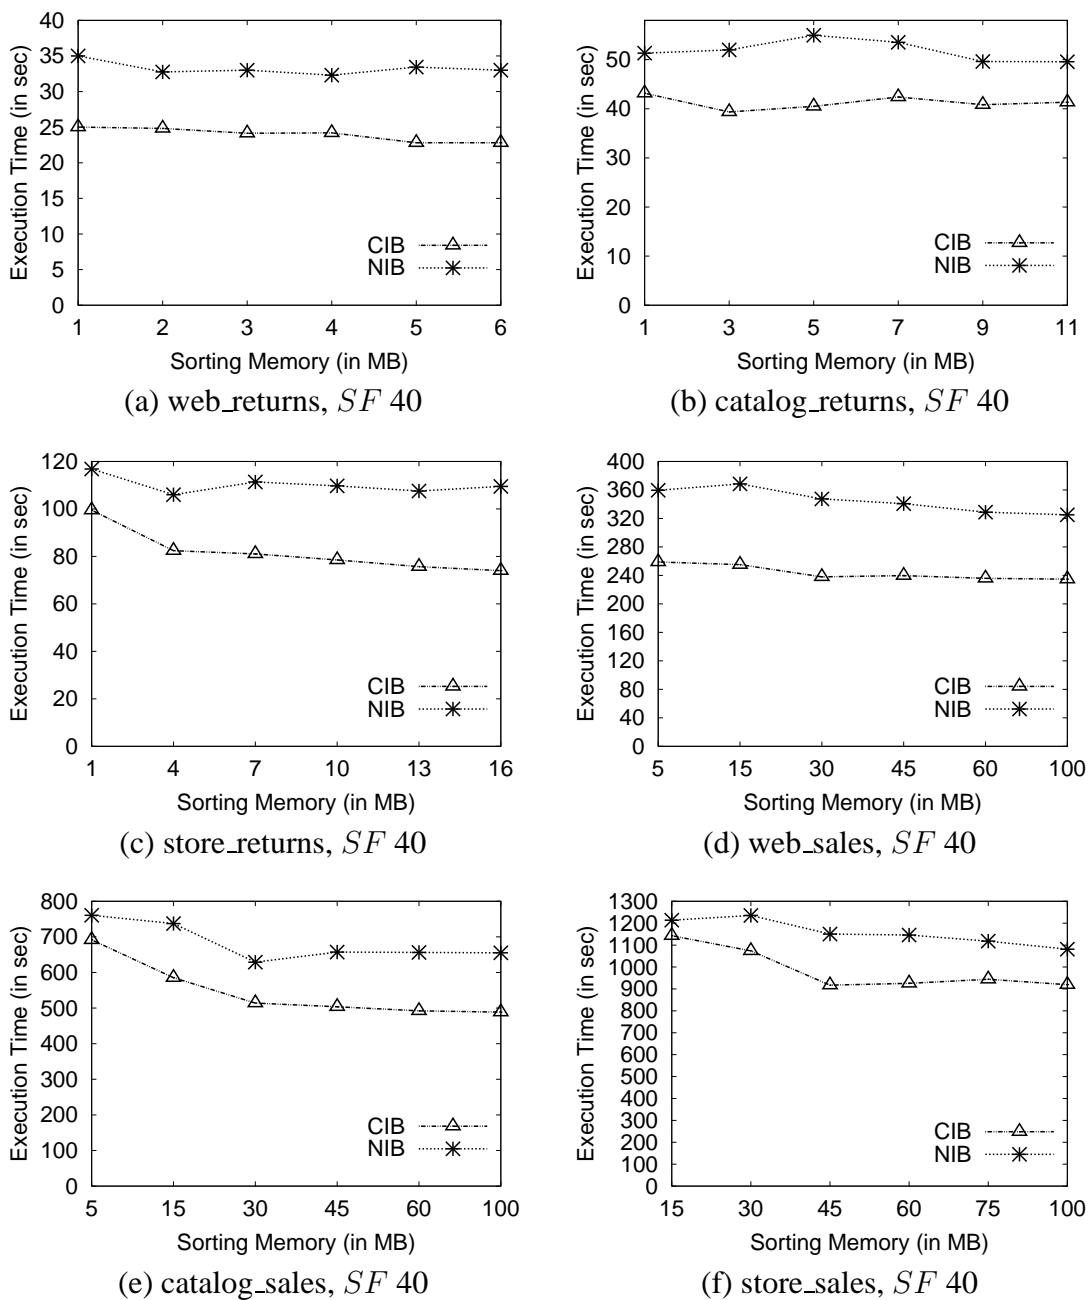 40
35
30
25
20
15
10
5
0
Execution Time (in sec)
CIB
NIB
1 2 3 4 5 6
Sorting Memory (in MB)
(a) web_returns, SF 40
50
40
30
20
10
0
Execution Time (in sec)
CIB
NIB
1 3 5 7 9 11
Sorting Memory (in MB)
(b) catalog_returns, SF 40
120
100
80
60
40
20
0
Execution Time (in sec)
CIB
NIB
1 4 7 10 13 16
Sorting Memory (in MB)
(c) store_returns, SF 40
400
360
320
280
240
200
160
120
80
40
0
Execution Time (in sec)
CIB
NIB
5 15 30 45 60 100
Sorting Memory (in MB)
(d) web_sales, SF 40
800
700
600
500
400
300
200
100
0
Execution Time (in sec)
CIB
NIB
5 15 30 45 60 100
Sorting Memory (in MB)
(e) catalog_sales, SF 40
1300
1200
1100
1000
900
800
700
600
500
400
300
200
100
0
Execution Time (in sec)
CIB
NIB
15 30 45 60 75 100
Sorting Memory (in MB)
(f) store_sales, SF 40